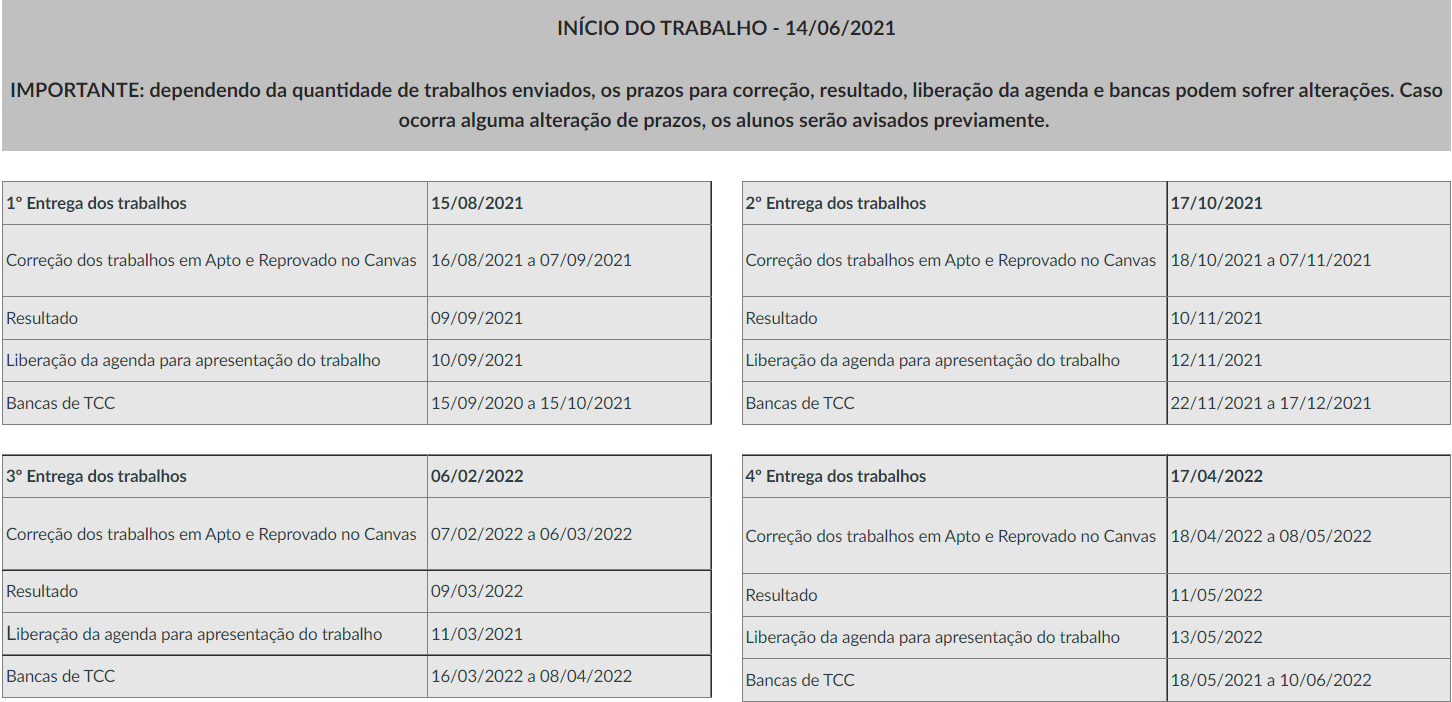 INÍCIO DO TRABALHO - 14/06/2021
IMPORTANTE: dependendo da quantidade de trabalhos enviados, os prazos para correção, resultado, liberação da agenda e bancas podem sofrer alterações. Caso
ocorra alguma alteração de prazos, os alunos serão avisados previamente.
1º Entrega dos trabalhos 15/08/2021
Correção dos trabalhos em Apto e Reprovado no Canvas 16/08/2021 a 07/09/2021
Resultado 09/09/2021
Liberação da agenda para apresentação do trabalho 10/09/2021
Bancas de TCC 15/09/2020 a 15/10/2021
2º Entrega dos trabalhos 17/10/2021
Correção dos trabalhos em Apto e Reprovado no Canvas 18/10/2021 a 07/11/2021
Resultado 10/11/2021
Liberação da agenda para apresentação do trabalho 12/11/2021
Bancas de TCC 22/11/2021 a 17/12/2021
3º Entrega dos trabalhos 06/02/2022
Correção dos trabalhos em Apto e Reprovado no Canvas 07/02/2022 a 06/03/2022
Resultado 09/03/2022
Liberação da agenda para apresentação do trabalho 11/03/2021
Bancas de TCC 16/03/2022 a 08/04/2022
4º Entrega dos trabalhos 17/04/2022
Correção dos trabalhos em Apto e Reprovado no Canvas 18/04/2022 a 08/05/2022
Resultado 11/05/2022
Liberação da agenda para apresentação do trabalho 13/05/2022
Bancas de TCC 18/05/2021 a 10/06/2022